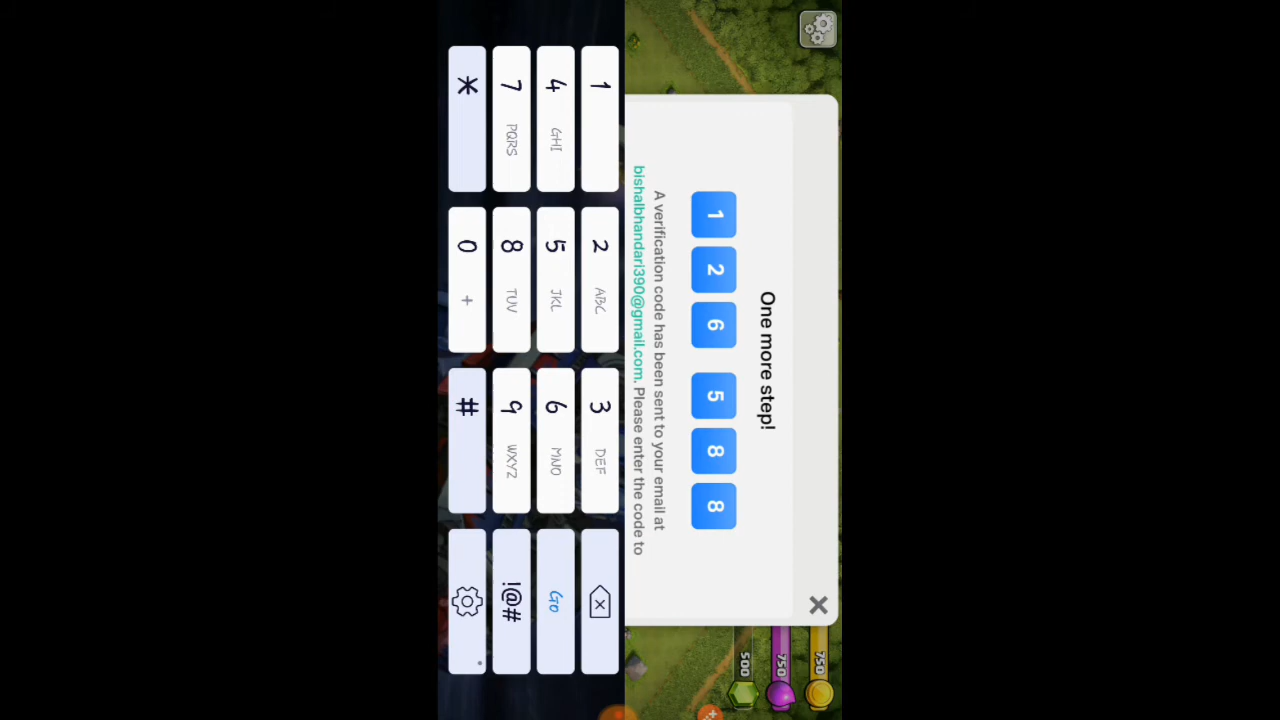 One more step!
1 2 6 5 8 8
A verification code has been sent to your email at
bishalbhandari390@gmail.com. Please enter the code to
750
750
500
1
2 ABC
3 DEF
4 GHI
5 JKL
6 MNO
Go
7 PQRS
8 TUV
9 WXYZ
!@#
*
0 +
#